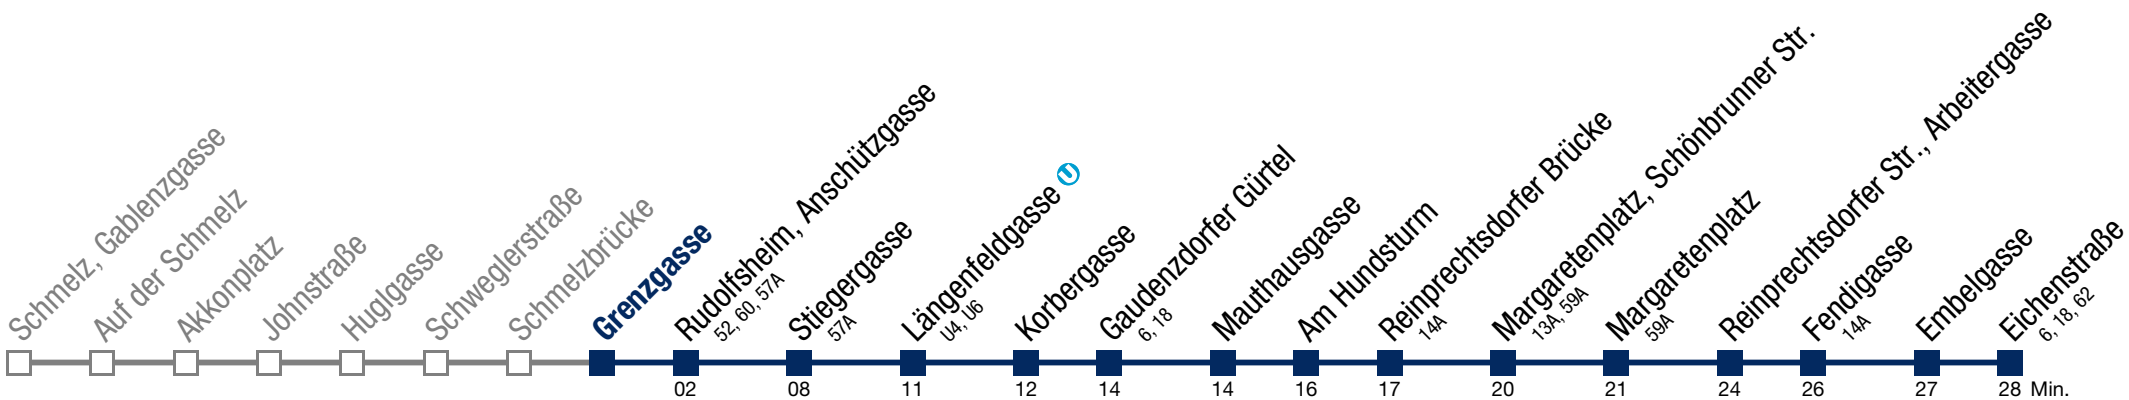 Schmelz, Gablenzgasse
Auf der Schmelz
Akkonplatz
Johnstraße
Huglgasse
Schweglerstraße
Schmelzbrücke
Grenzgasse
Rudolfsheim, Anschützgasse
52, 60, 57A
Stiegergasse
57A
Längenfeldgasse
U4, U6
Korbergasse
Gaudenzdorfer Gürtel
6, 18
Mauthausgasse
Am Hundsturm
Reinprechtsdorfer Brücke
14A
Margaretenplatz, Schönbrunner Str.
13A, 59A
Margaretenplatz
59A
Reinprechtsdorfer Str., Arbeitergasse
Fendigasse
14A
Embelgasse
Eichenstraße
6, 18, 62
02 08 11 12 14 14 16 17 20 21 24 26 27 28 Min.